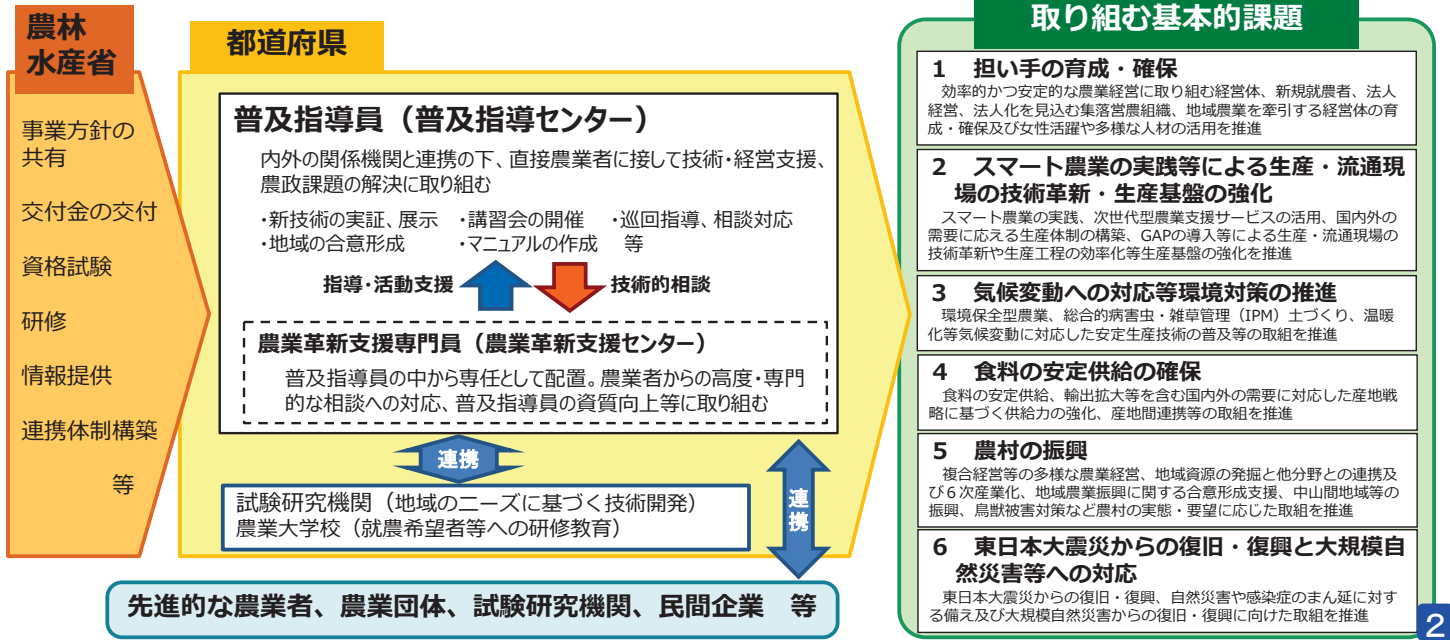 農林
水産省
事業方針の
共有
交付金の交付
資格試験
研修
情報提供
連携体制構築
等
都道府県
普及指導員（普及指導センター）
内外の関係機関と連携の下、直接農業者に接して技術・経営支援、
農政課題の解決に取り組む
・新技術の実証、展示　・講習会の開催　・巡回指導、相談対応
・地域の合意形成　・マニュアルの作成　等
指導・活動支援　技術的相談
農業革新支援専門員（農業革新支援センター）
普及指導員の中から専任として配置。農業者からの高度・専門
的な相談への対応、普及指導員の資質向上等に取り組む
連携
試験研究機関（地域のニーズに基づく技術開発）
農業大学校（就農希望者等への研修教育）
連携
先進的な農業者、農業団体、試験研究機関、民間企業　等
取り組む基本的課題
１　担い手の育成・確保
効率的かつ安定的な農業経営に取り組む経営体、新規就農者、法人
経営、法人化を見込む集落営農組織、地域農業を牽引する経営体の育
成・確保及び女性活躍や多様な人材の活用を推進
２　スマート農業の実践等による生産・流通現
場の技術革新・生産基盤の強化
スマート農業の実践、次世代型農業支援サービスの活用、国内外の
需要に応える生産体制の構築、GAPの導入等による生産・流通現場の
技術革新や生産工程の効率化等生産基盤の強化を推進
３　気候変動への対応等環境対策の推進
環境保全型農業、総合的病害虫・雑草管理（IPM）土づくり、温暖
化等気候変動に対応した安定生産技術の普及等の取組を推進
４　食料の安定供給の確保
食料の安定供給、輸出拡大等を含む国内外の需要に対応した産地戦
略に基づく供給力の強化、産地間連携等の取組を推進
５　農村の振興
複合経営等の多様な農業経営、地域資源の発掘と他分野との連携及
び６次産業化、地域農業振興に関する合意形成支援、中山間地域等の
振興、鳥獣被害対策など農村の実態・要望に応じた取組を推進
６　東日本大震災からの復旧・復興と大規模自
然災害等への対応
東日本大震災からの復旧・復興、自然災害や感染症のまん延に対す
る備え及び大規模自然災害からの復旧・復興に向けた取組を推進
2